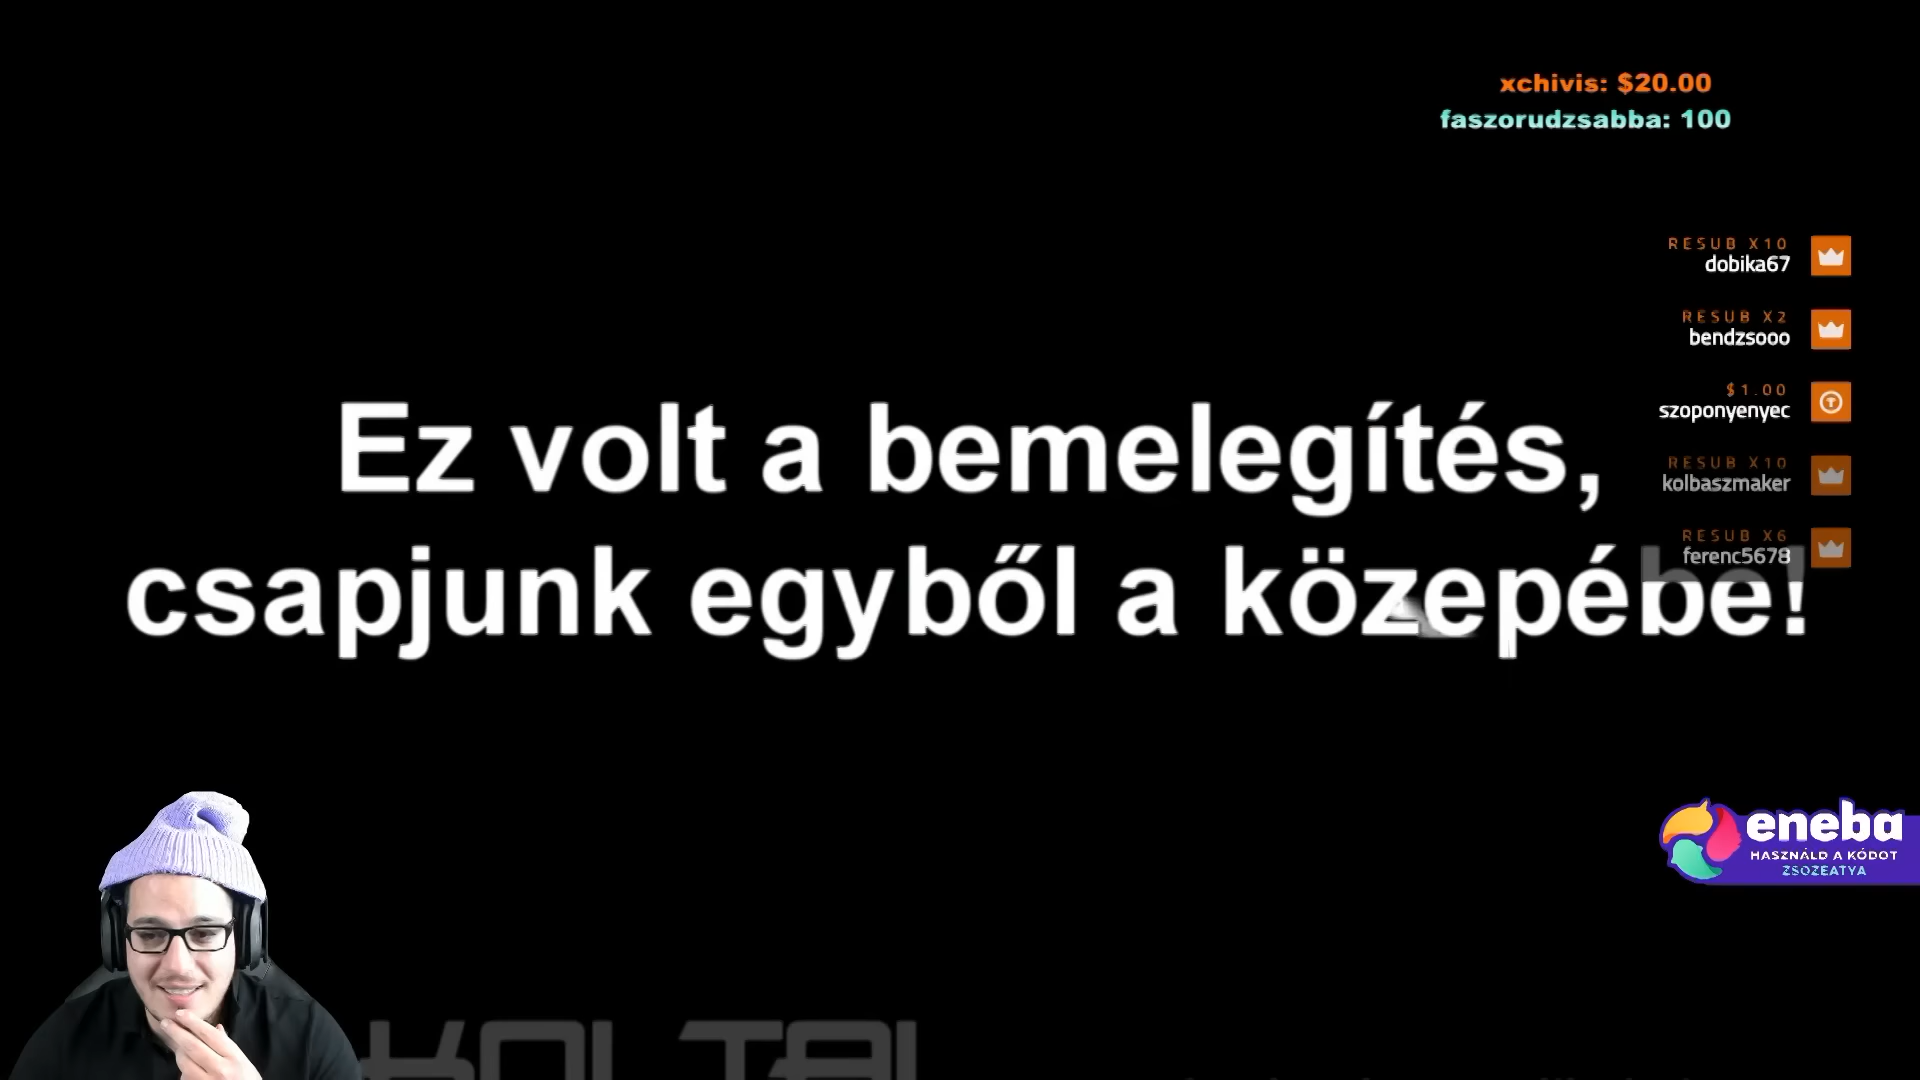 xchivis: $20.00
faszorudzsabba: 100
RESUB X10
dobika67
RESUB X2
bendzsooo
$1.00
szoponyenyec
RESUB X10
kolbaszmaker
RESUB X6
ferenc5678
Ez volt a bemelegítés,
csapjunk egyből a közepébe!
eneba
HASZNÁLD A KÓDOT
ZSOZEATYA
KOLTAI